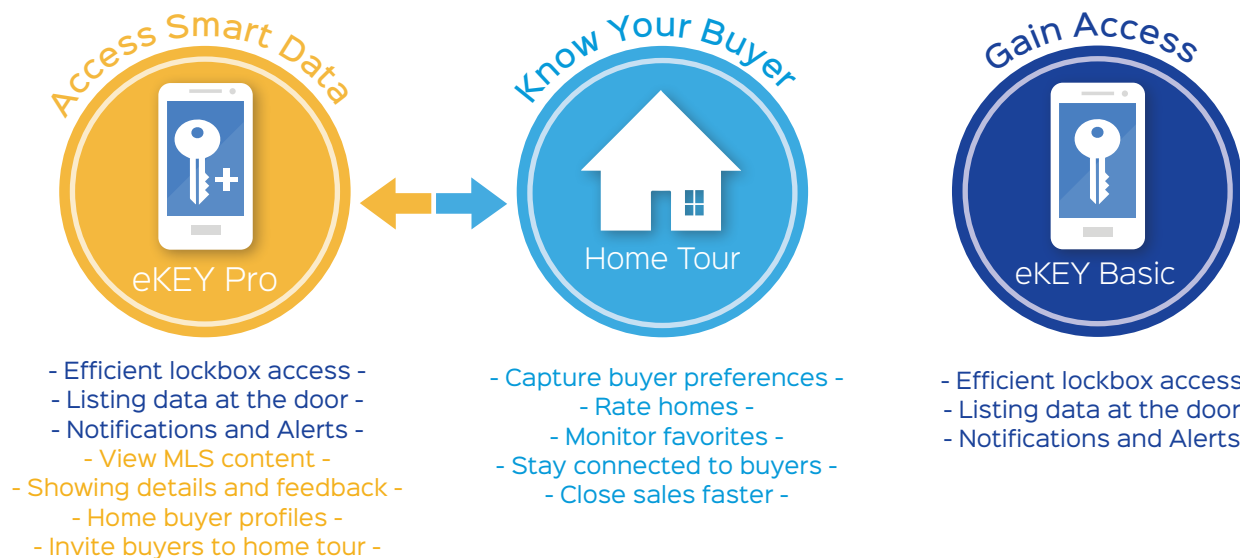 Access Smart Data
eKEY Pro
- Efficient lockbox access -
- Listing data at the door -
- Notifications and Alerts -
- View MLS content -
- Showing details and feedback -
- Home buyer profiles -
- Invite buyers to home tour -
Know Your Buyer
Home Tour
- Capture buyer preferences -
- Rate homes -
- Monitor favorites -
- Stay connected to buyers -
- Close sales faster -
Gain Access
eKEY Basic
- Efficient lockbox access
- Listing data at the door
- Notifications and Alerts